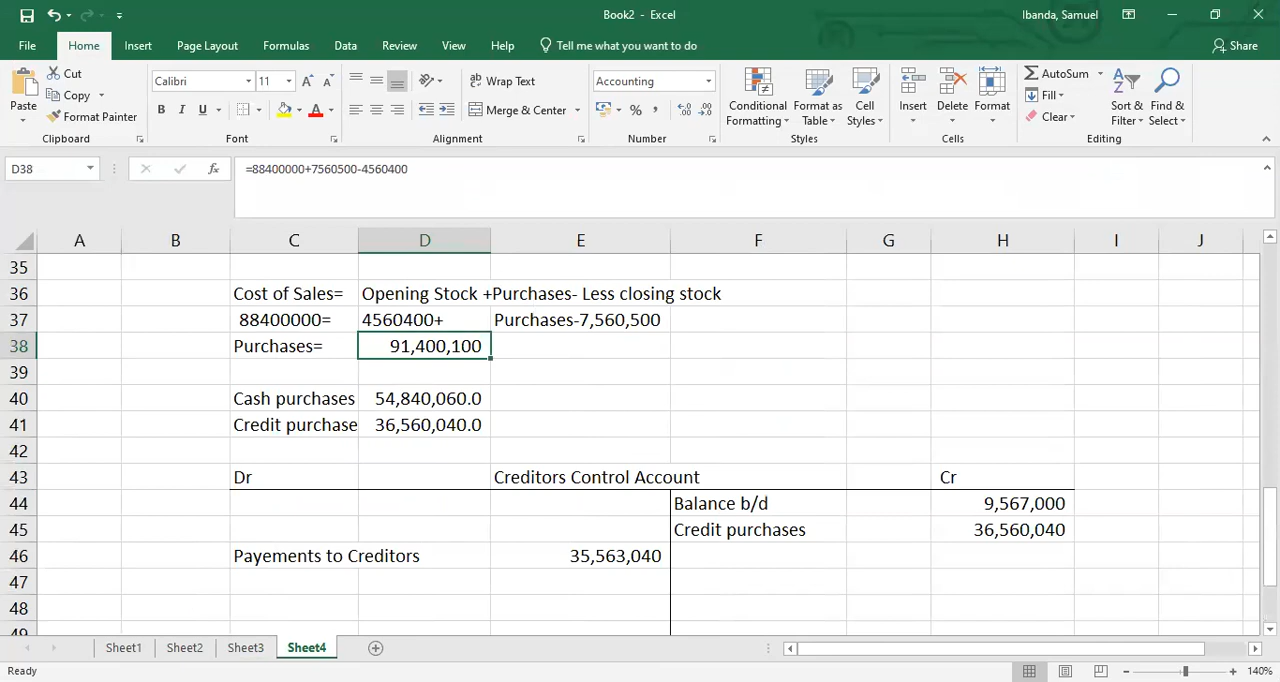 Book2 - Excel
Ibanda, Samuel
File Home Insert Page Layout Formulas Data Review View Help Tell me what you want to do Share
Paste
Cut
Copy
Format Painter
Clipboard
Calibri 11 A A
B I U A
Font
Wrap Text
Merge & Center
Alignment
Accounting
% ,
Number
Conditional Formatting
Format as Table
Cell Styles
Styles
Insert Delete Format
Cells
AutoSum
Fill
Clear
Sort & Filter
Find & Select
Editing
D38 fx =88400000+7560500-4560400
A B C D E F G H I J
35
36 Cost of Sales= Opening Stock +Purchases- Less closing stock
37 88400000= 4560400+ Purchases-7,560,500
38 Purchases= 91,400,100
39
40 Cash purchases 54,840,060.0
41 Credit purchase 36,560,040.0
42
43 Dr Creditors Control Account Cr
44 Balance b/d 9,567,000
45 Credit purchases 36,560,040
46 Payements to Creditors 35,563,040
47
48
49
Sheet1 Sheet2 Sheet3 Sheet4
Ready 140%